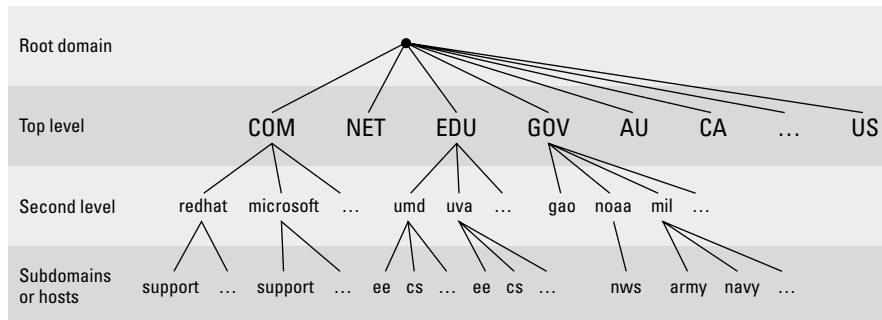 Root domain
Top level COM NET EDU GOV AU CA ... US
Second level redhat microsoft ... umd uva ... gao noaa mil ...
Subdomains
or hosts
support ... support ... ee cs ... ee cs ... nws army navy ...